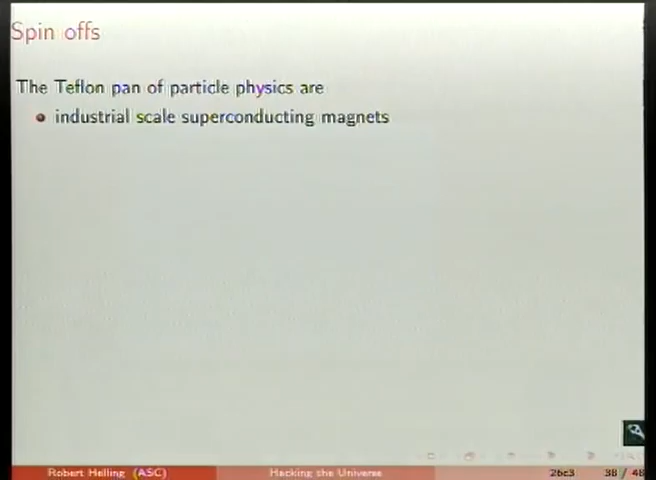 Spin offs
The Teflon pan of particle physics are
industrial scale superconducting magnets
Robert Helling (ASC)
Hacking the Universe
26c3
38 / 48